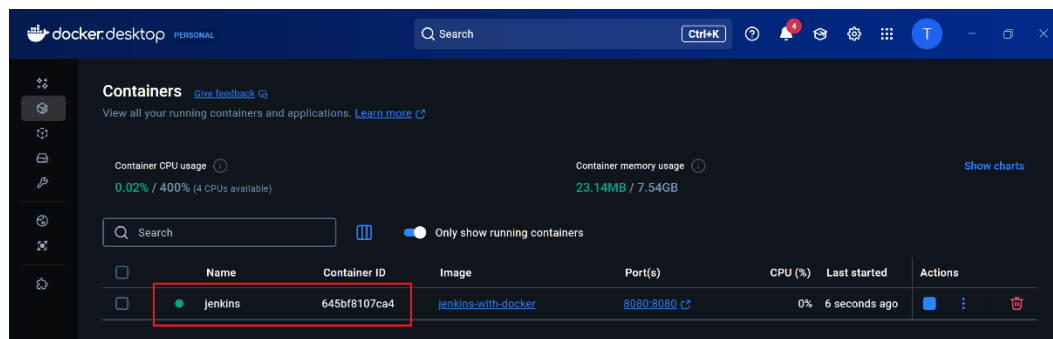 docker.desktop PERSONAL Search Ctrl+K 4 T
Containers Give feedback
View all your running containers and applications. Learn more
Container CPU usage Container memory usage Show charts
0.02% / 400% (4 CPUs available) 23.14MB / 7.54GB
Search Only show running containers
Name Container ID Image Port(s) CPU (%) Last started Actions
jenkins 645bf8107ca4 jenkins-with-docker 8080:8080 0% 6 seconds ago